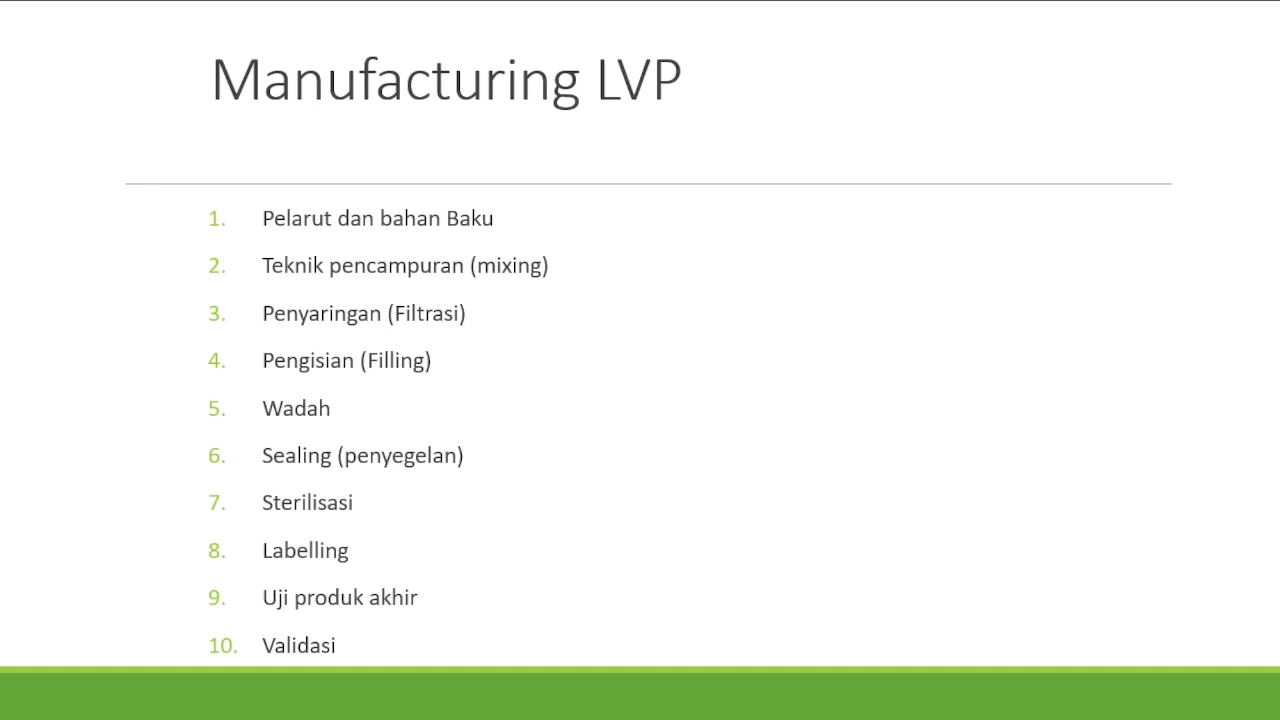 Manufacturing LVP
1. Pelarut dan bahan Baku
2. Teknik pencampuran (mixing)
3. Penyaringan (Filtrasi)
4. Pengisian (Filling)
5. Wadah
6. Sealing (penyegelan)
7. Sterilisasi
8. Labelling
9. Uji produk akhir
10. Validasi